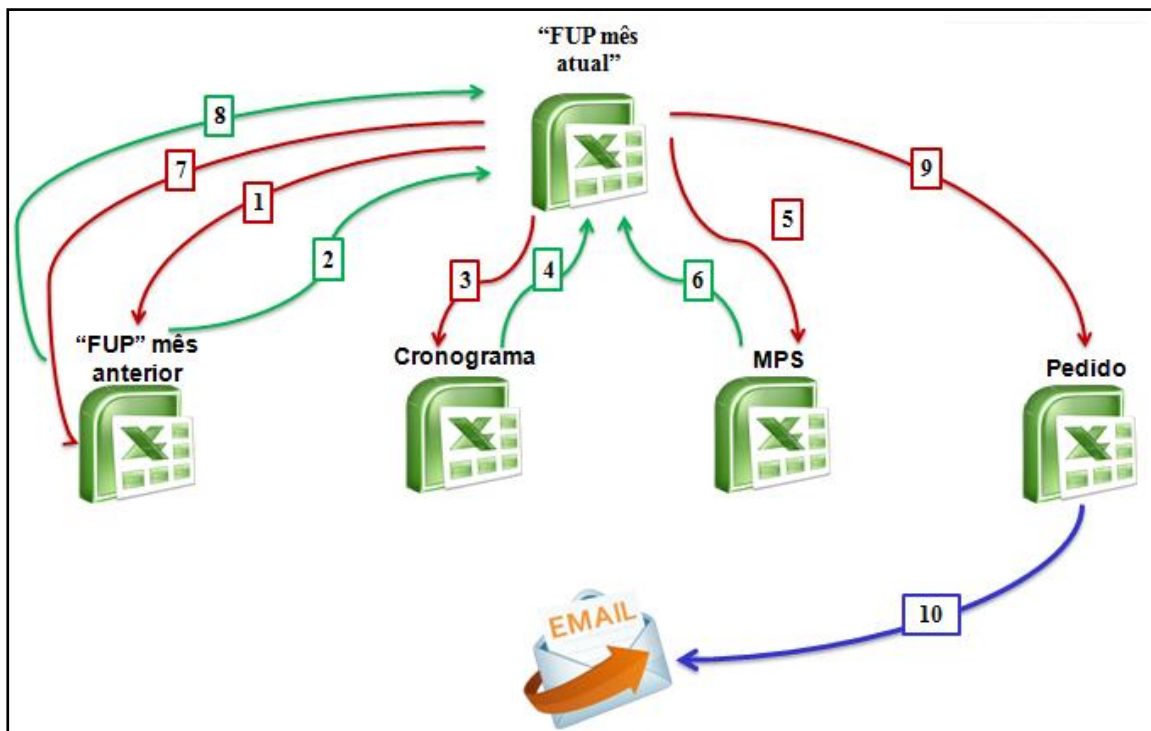 “FUP mês
atual”
8
7
1
2
3
4
6
5
9
“FUP” mês
anterior
Cronograma
MPS
Pedido
10
EMAIL